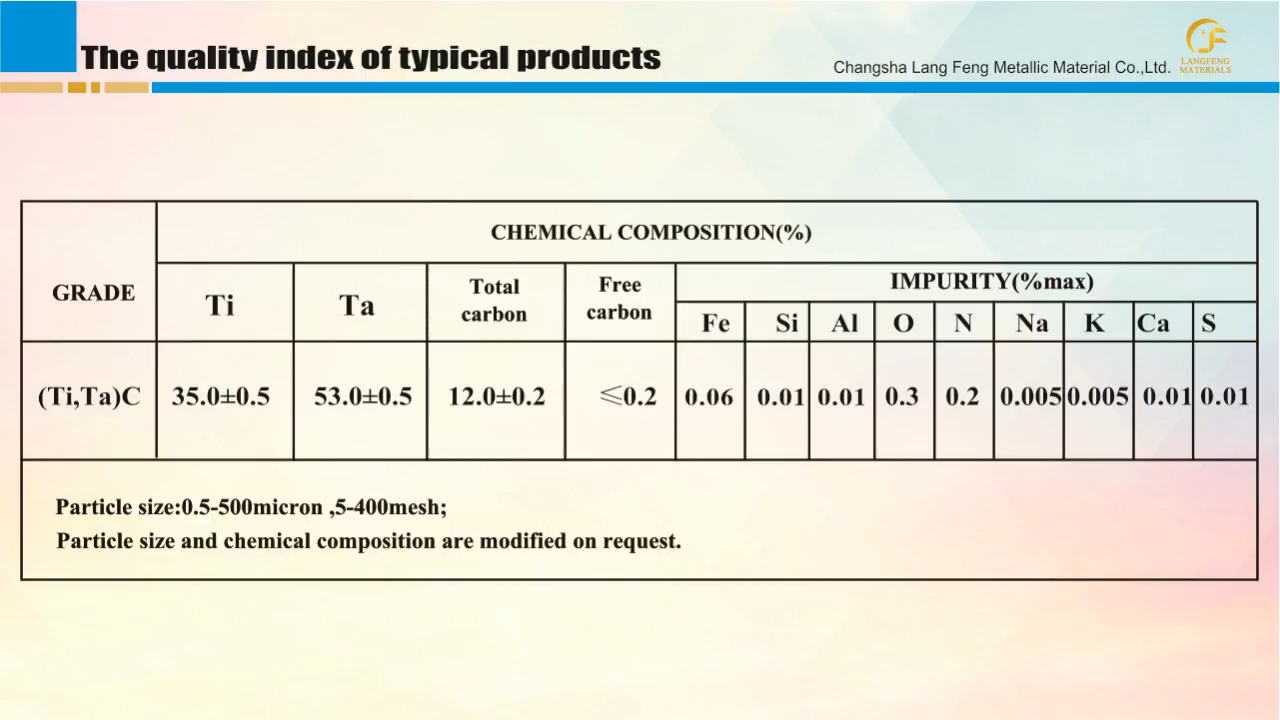 The quality index of typical products
Changsha Lang Feng Metallic Material Co.,Ltd.
LANGFENG
MATERIALS
GRADE
CHEMICAL COMPOSITION(%)
Ti
Ta
Total
carbon
Free
carbon
IMPURITY(%max)
Fe Si Al O N Na K Ca S
(Ti,Ta)C 35.0±0.5 53.0±0.5 12.0±0.2 ≤0.2 0.06 0.01 0.01 0.3 0.2 0.005 0.005 0.01 0.01
Particle size:0.5-500micron ,5-400mesh;
Particle size and chemical composition are modified on request.